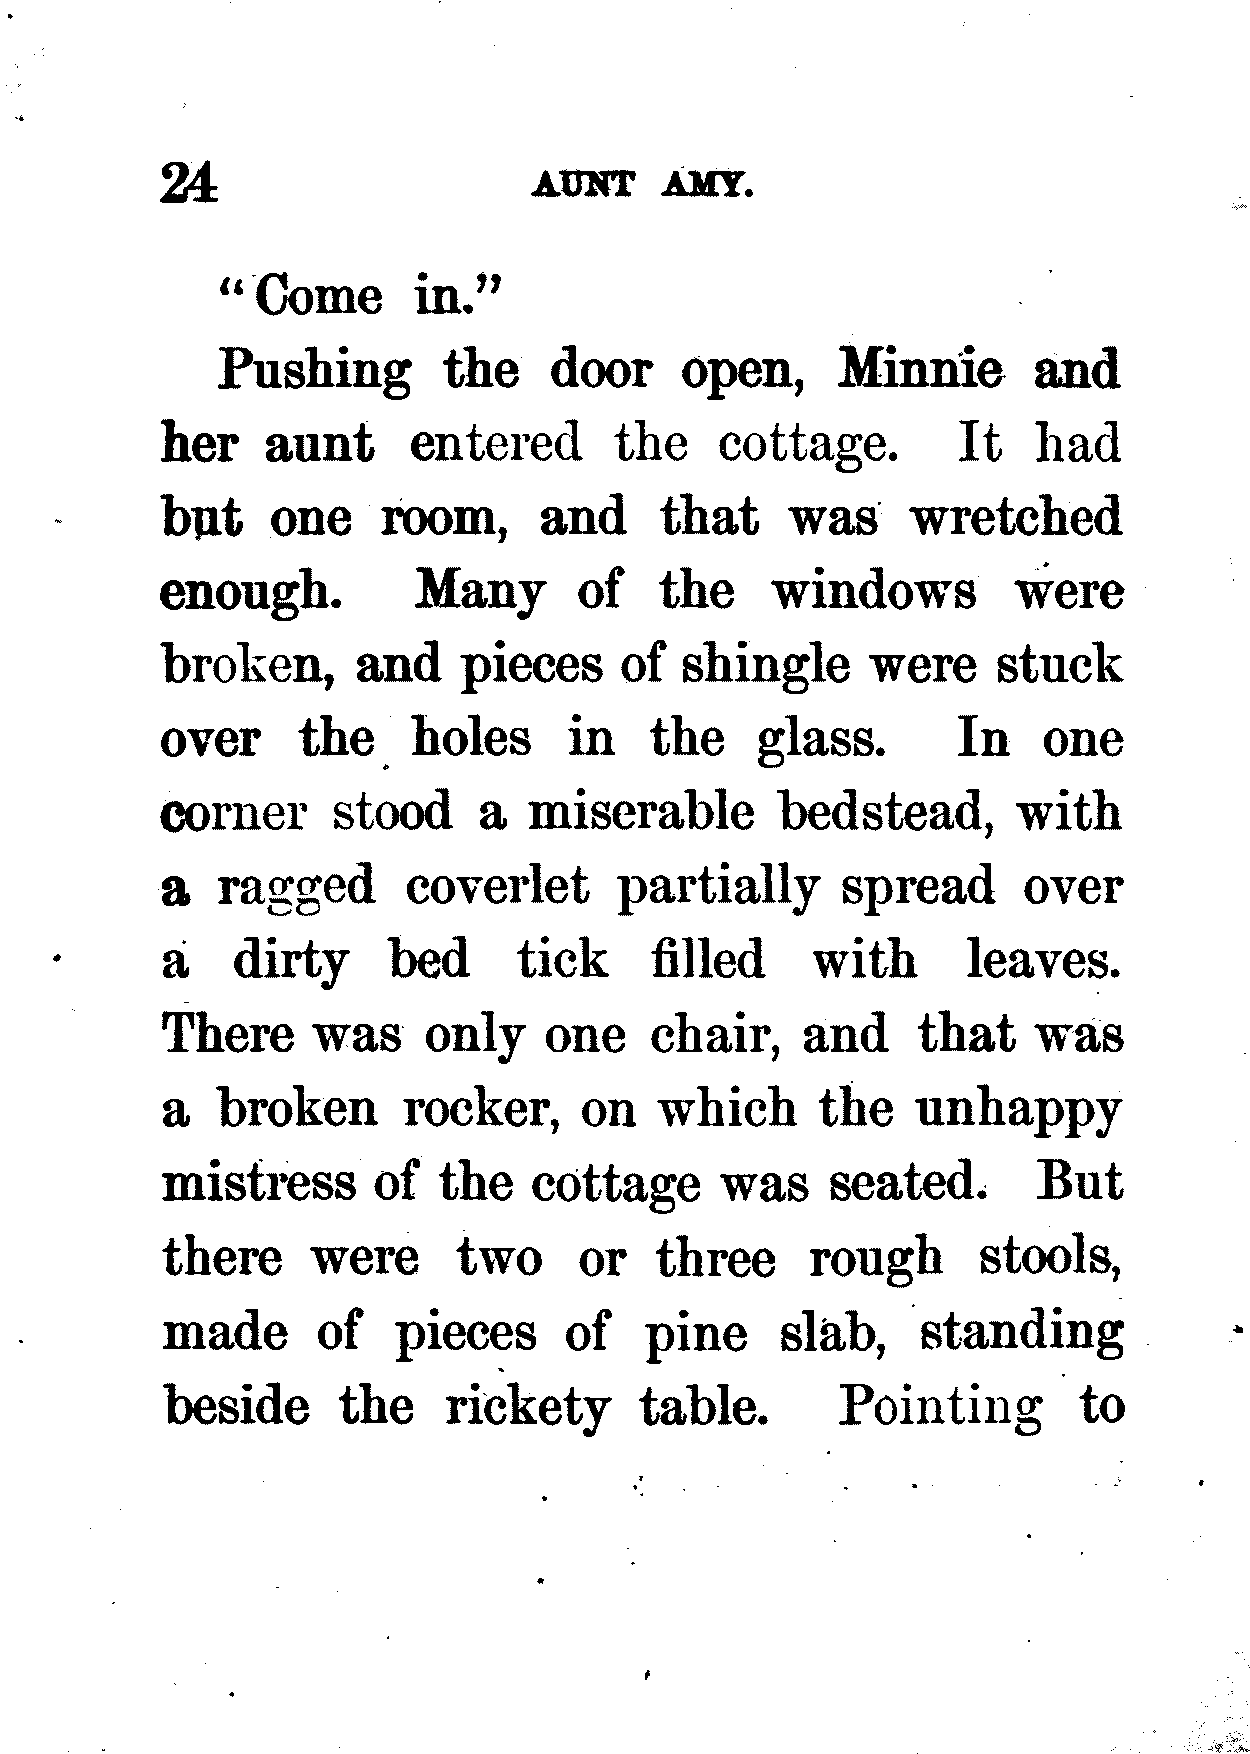 24 AUNT AMY.
"Come in."
Pushing the door open, Minnie and
her aunt entered the cottage. It had
but one room, and that was wretched
enough. Many of the windows were
broken, and pieces of shingle were stuck
over the holes in the glass. In one
corner stood a miserable bedstead, with
a ragged coverlet partially spread over
a dirty bed tick filled with leaves.
There was only one chair, and that was
a broken rocker, on which the unhappy
mistress of the cottage was seated. But
there were two or three rough stools,
made of pieces of pine slab, standing
beside the rickety table. Pointing to